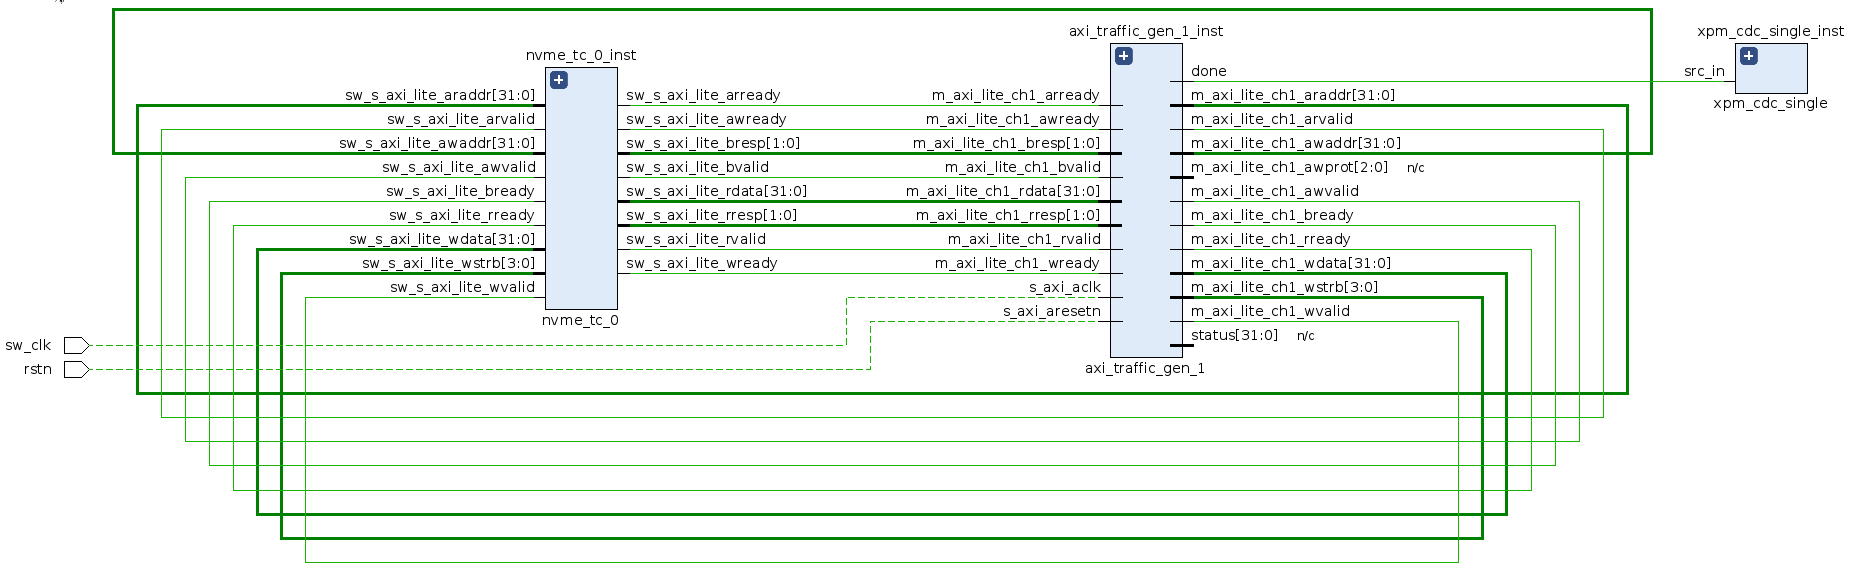 nvme_tc_0_inst
sw_s_axi_lite_araddr[31:0]
sw_s_axi_lite_arvalid
sw_s_axi_lite_awaddr[31:0]
sw_s_axi_lite_awvalid
sw_s_axi_lite_bready
sw_s_axi_lite_rready
sw_s_axi_lite_wdata[31:0]
sw_s_axi_lite_wstrb[3:0]
sw_s_axi_lite_wvalid
sw_s_axi_lite_arready
sw_s_axi_lite_awready
sw_s_axi_lite_bresp[1:0]
sw_s_axi_lite_bvalid
sw_s_axi_lite_rdata[31:0]
sw_s_axi_lite_rresp[1:0]
sw_s_axi_lite_rvalid
sw_s_axi_lite_wready
nvme_tc_0
sw_clk
rstn
axi_traffic_gen_1_inst
m_axi_lite_ch1_arready
m_axi_lite_ch1_awready
m_axi_lite_ch1_bresp[1:0]
m_axi_lite_ch1_bvalid
m_axi_lite_ch1_rdata[31:0]
m_axi_lite_ch1_rresp[1:0]
m_axi_lite_ch1_rvalid
m_axi_lite_ch1_wready
s_axi_aclk
s_axi_aresetn
done
m_axi_lite_ch1_araddr[31:0]
m_axi_lite_ch1_arvalid
m_axi_lite_ch1_awaddr[31:0]
m_axi_lite_ch1_awprot[2:0] n/c
m_axi_lite_ch1_awvalid
m_axi_lite_ch1_bready
m_axi_lite_ch1_rready
m_axi_lite_ch1_wdata[31:0]
m_axi_lite_ch1_wstrb[3:0]
m_axi_lite_ch1_wvalid
status[31:0] n/c
axi_traffic_gen_1
xpm_cdc_single_inst
src_in
xpm_cdc_single